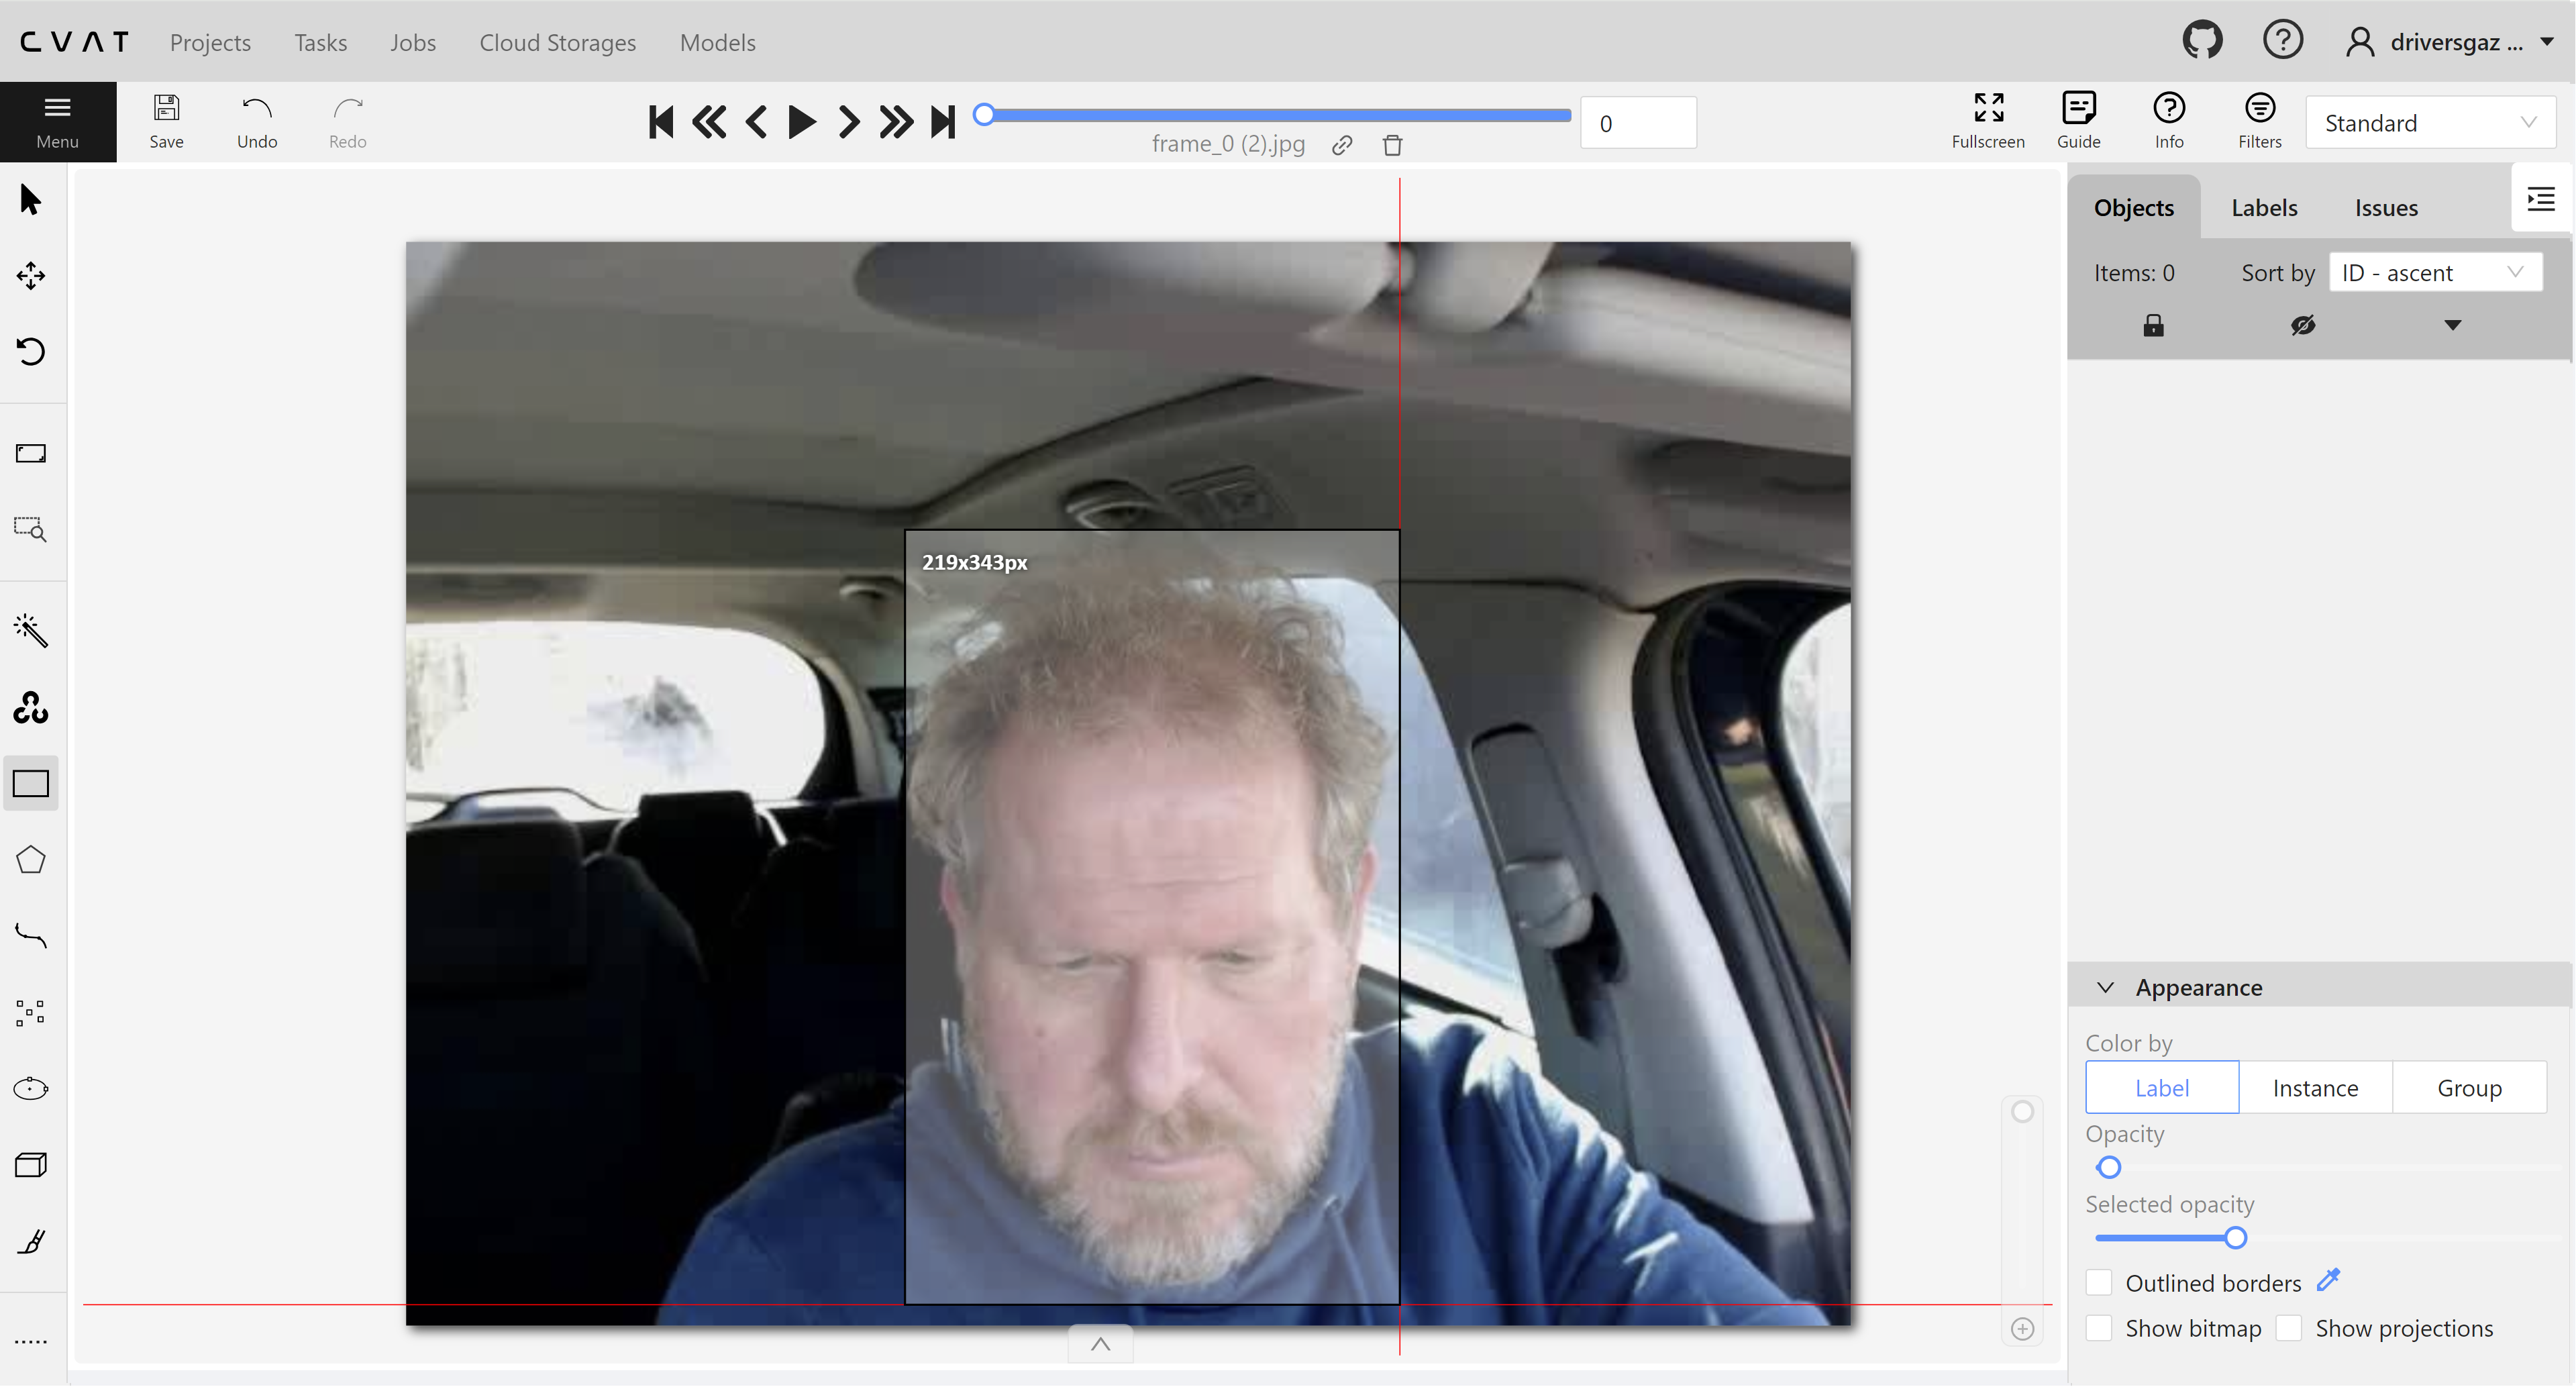 CVAT Projects Tasks Jobs Cloud Storages Models driversgaz ...
Menu Save Undo Redo 0 Fullscreen Guide Info Filters Standard
frame_0 (2).jpg
Objects Labels Issues
Items: 0 Sort by ID - ascent
219x343px
Appearance
Color by
Label Instance Group
Opacity
Selected opacity
Outlined borders
Show bitmap Show projections